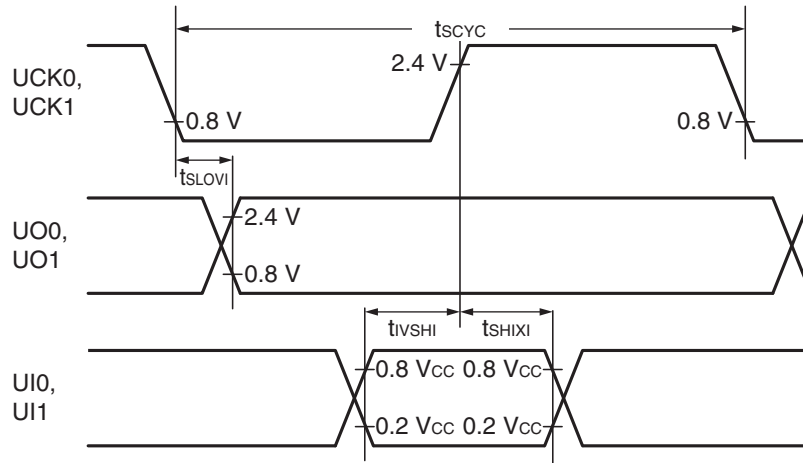 tSCYC
2.4 V
UCK0,
UCK1
0.8 V
0.8 V
tSLOVI
UO0,
UO1
2.4 V
0.8 V
tIVSHI
tSHIXI
UI0,
UI1
0.8 VCC
0.8 VCC
0.2 VCC
0.2 VCC